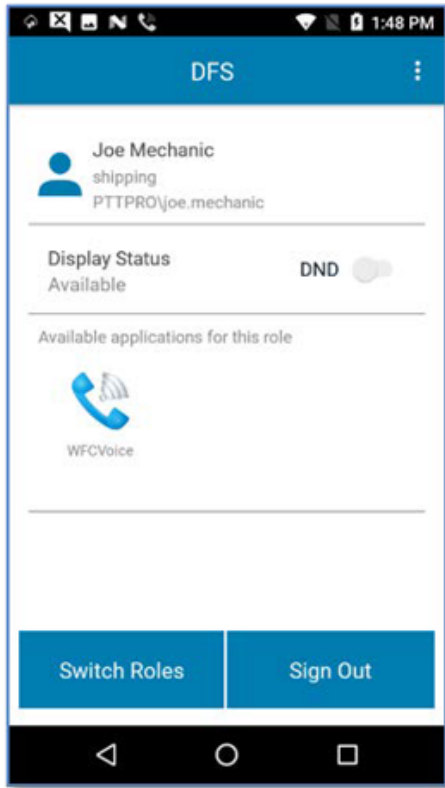 1:48 PM
DFS
Joe Mechanic
shipping
PTTPRO\joe.mechanic
Display Status
Available
DND
Available applications for this role
WFCVoice
Switch Roles
Sign Out